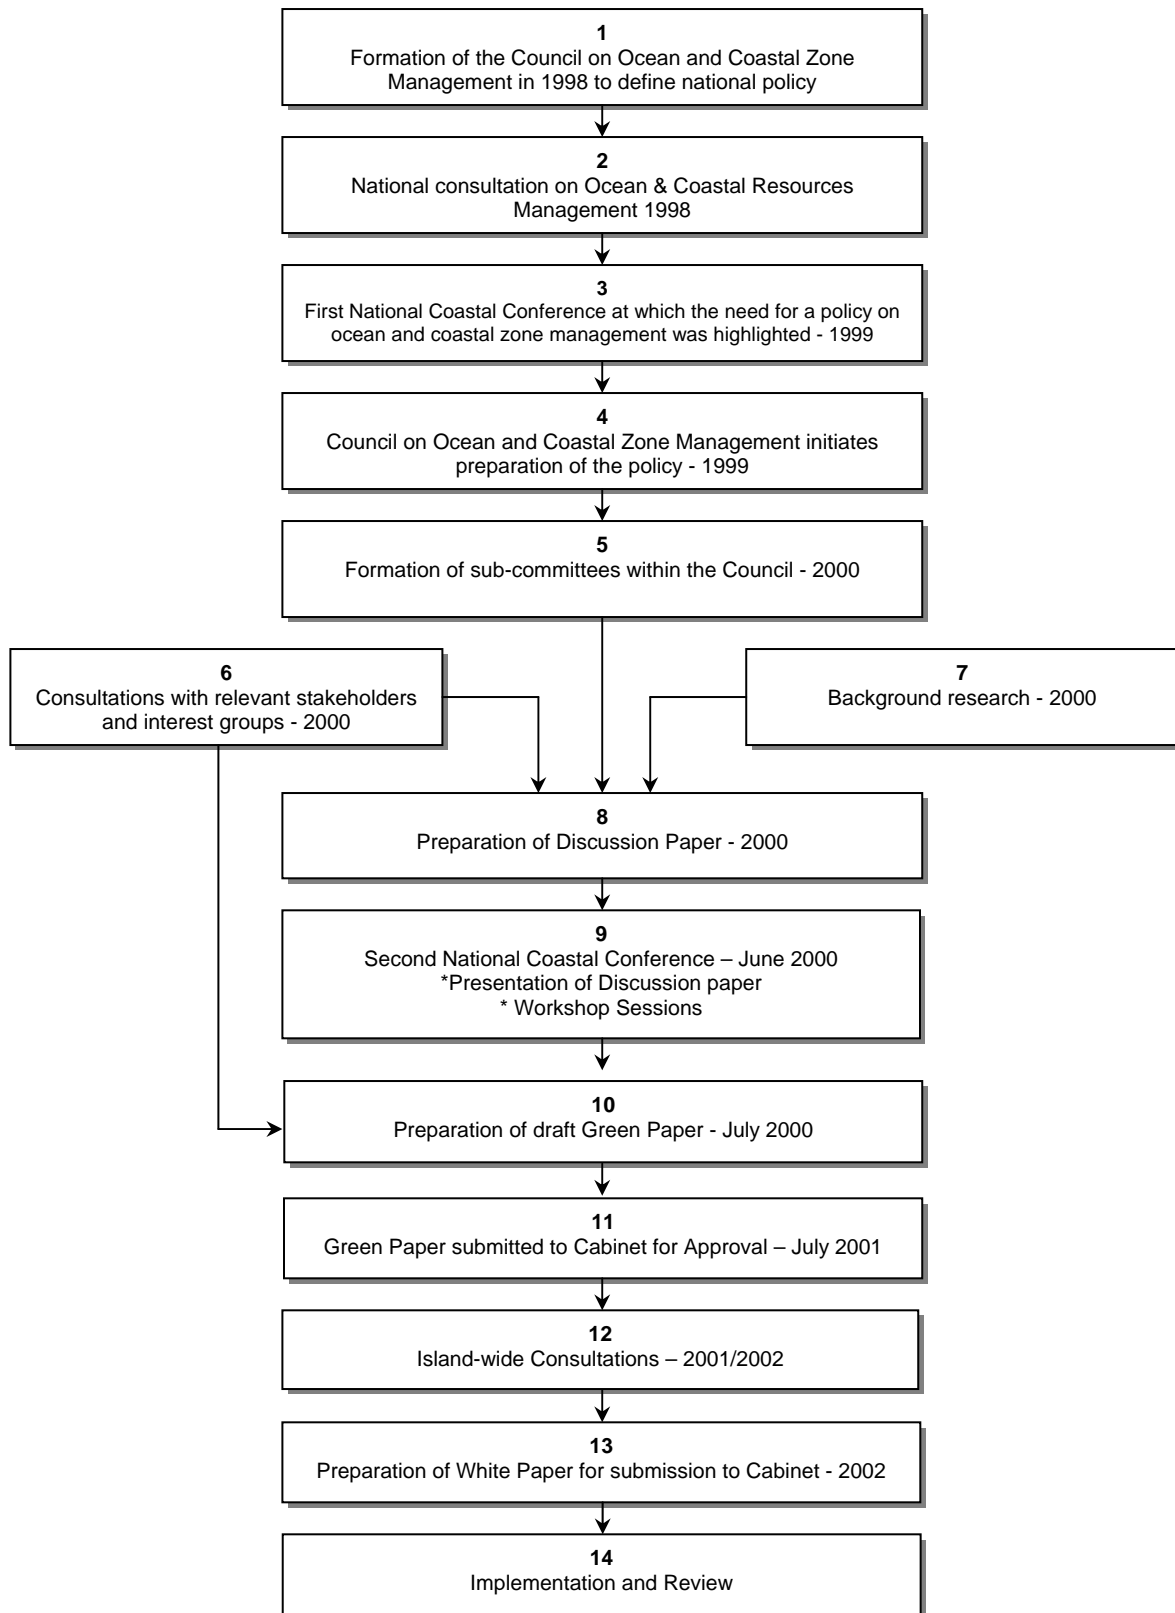 1
Formation of the Council on Ocean and Coastal Zone
Management in 1998 to define national policy
2
National consultation on Ocean & Coastal Resources
Management 1998
3
First National Coastal Conference at which the need for a policy on
ocean and coastal zone management was highlighted - 1999
4
Council on Ocean and Coastal Zone Management initiates
preparation of the policy - 1999
5
Formation of sub-committees within the Council - 2000
6
Consultations with relevant stakeholders
and interest groups - 2000
7
Background research - 2000
8
Preparation of Discussion Paper - 2000
9
Second National Coastal Conference – June 2000
*Presentation of Discussion paper
* Workshop Sessions
10
Preparation of draft Green Paper - July 2000
11
Green Paper submitted to Cabinet for Approval – July 2001
12
Island-wide Consultations – 2001/2002
13
Preparation of White Paper for submission to Cabinet - 2002
14
Implementation and Review